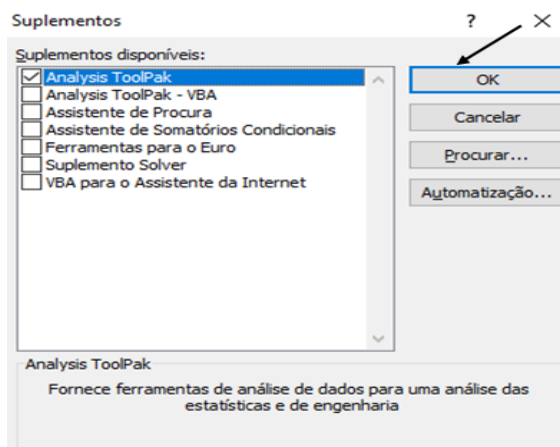 Suplementos
?
Suplementos disponíveis:
Analysis ToolPak
Analysis ToolPak - VBA
Assistente de Procura
Assistente de Somatórios Condicionais
Ferramentas para o Euro
Suplemento Solver
VBA para o Assistente da Internet
OK
Cancelar
Procurar...
Automatização...
Analysis ToolPak
Fornece ferramentas de análise de dados para uma análise das
estatísticas e de engenharia